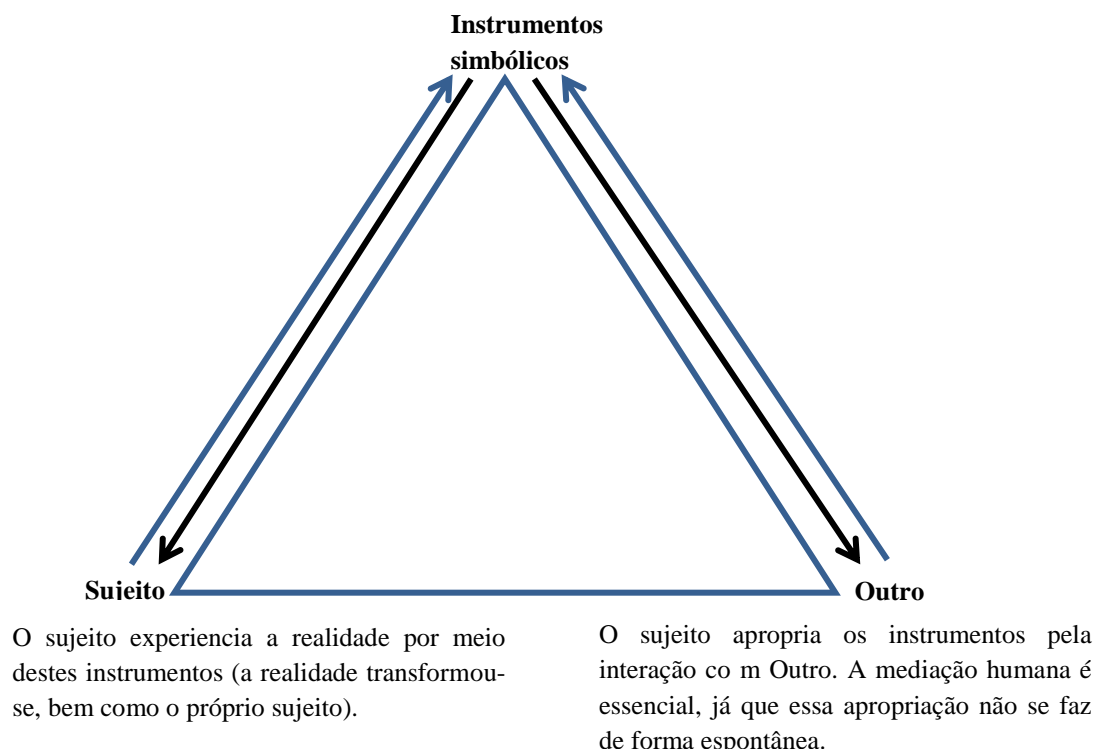 Instrumentos
simbólicos
Sujeito
Outro
O sujeito experiencia a realidade por meio
destes instrumentos (a realidade transformou-
se, bem como o próprio sujeito).
O sujeito apropria os instrumentos pela
interação co m Outro. A mediação humana é
essencial, já que essa apropriação não se faz
de forma espontânea.